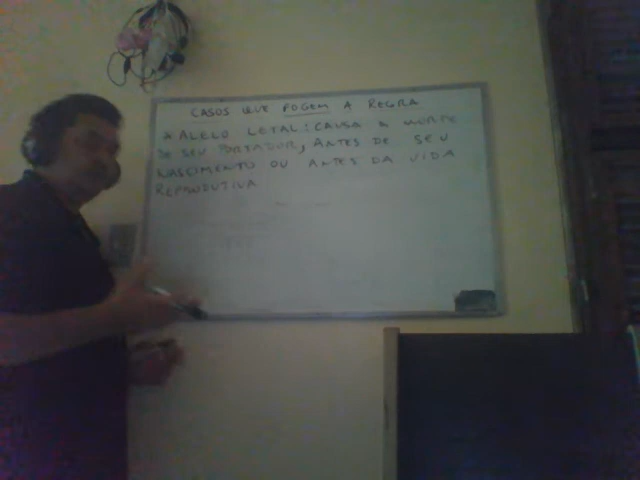 CASOS QUE FOGEM A REGRA
* ALELO LETAL: CAUSA A MORTE
DO SEU PORTADOR, ANTES DE SEU
NASCIMENTO OU ANTES DA VIDA
REPRODUTIVA